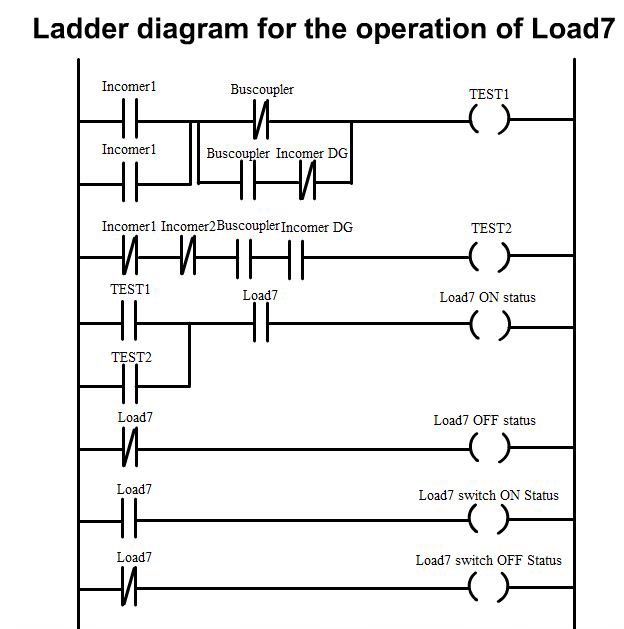 Ladder diagram for the operation of Load7
Incomer1
Buscoupler
TEST1
Incomer1
Buscoupler Incomer DG
Incomer1 Incomer2 Buscoupler Incomer DG
TEST2
TEST1
Load7
Load7 ON status
TEST2
Load7
Load7 OFF status
Load7
Load7 switch ON Status
Load7
Load7 switch OFF Status